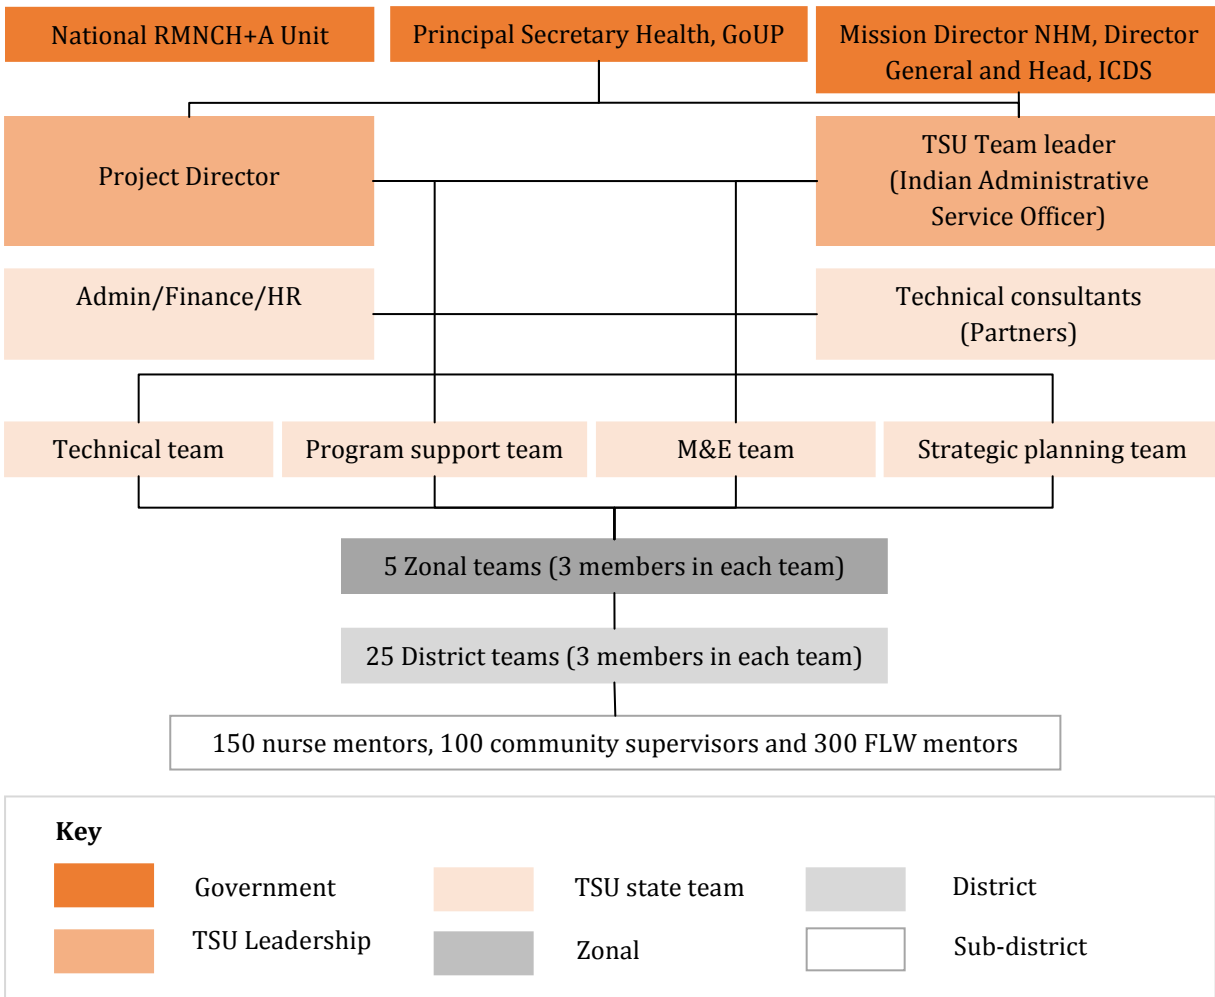 National RMNCH+A Unit
Principal Secretary Health, GoUP
Mission Director NHM, Director
General and Head, ICDS
Project Director
TSU Team leader
(Indian Administrative
Service Officer)
Admin/Finance/HR
Technical consultants
(Partners)
Technical team
Program support team
M&E team
Strategic planning team
5 Zonal teams (3 members in each team)
25 District teams (3 members in each team)
150 nurse mentors, 100 community supervisors and 300 FLW mentors
Key
Government
TSU state team
District
TSU Leadership
Zonal
Sub-district